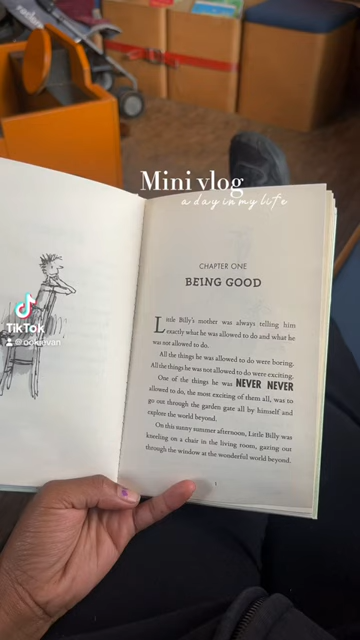 Mini vlog
a day in my life
TikTok
@ookievan
CHAPTER ONE
BEING GOOD
Little Billy's mother was always telling him
exactly what he was allowed to do and what he
was not allowed to do.
All the things he was allowed to do were boring.
All the things he was not allowed to do were exciting.
One of the things he was NEVER NEVER
allowed to do, the most exciting of them all, was to
go out through the garden gate all by himself and
explore the world beyond.
On this sunny summer afternoon, Little Billy was
kneeling on a chair in the living room, gazing out
through the window at the wonderful world beyond.
1